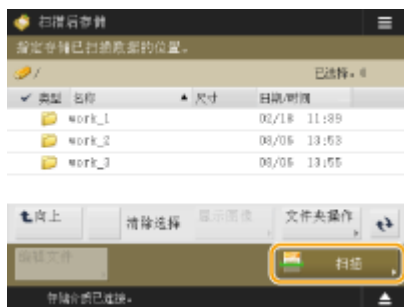 扫描后存储
指定存储已扫描数据的位置。
/ 已选择: 0
✓ 类型 名称 ▲ 尺寸 日期/时间
work_1 02/18 11:39
work_2 08/05 13:53
work_3 08/05 13:55
向上 清除选择 显示图像 文件夹操作
编辑文件 扫描
存储介质已连接。